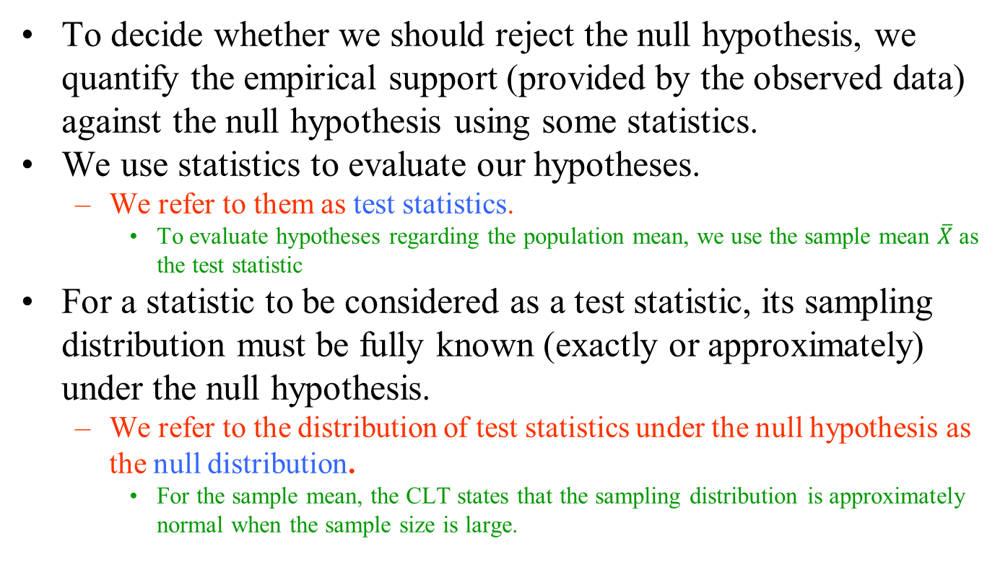 • To decide whether we should reject the null hypothesis, we
quantify the empirical support (provided by the observed data)
against the null hypothesis using some statistics.
• We use statistics to evaluate our hypotheses.
– We refer to them as test statistics.
• To evaluate hypotheses regarding the population mean, we use the sample mean X̄ as
the test statistic
• For a statistic to be considered as a test statistic, its sampling
distribution must be fully known (exactly or approximately)
under the null hypothesis.
– We refer to the distribution of test statistics under the null hypothesis as
the null distribution.
• For the sample mean, the CLT states that the sampling distribution is approximately
normal when the sample size is large.